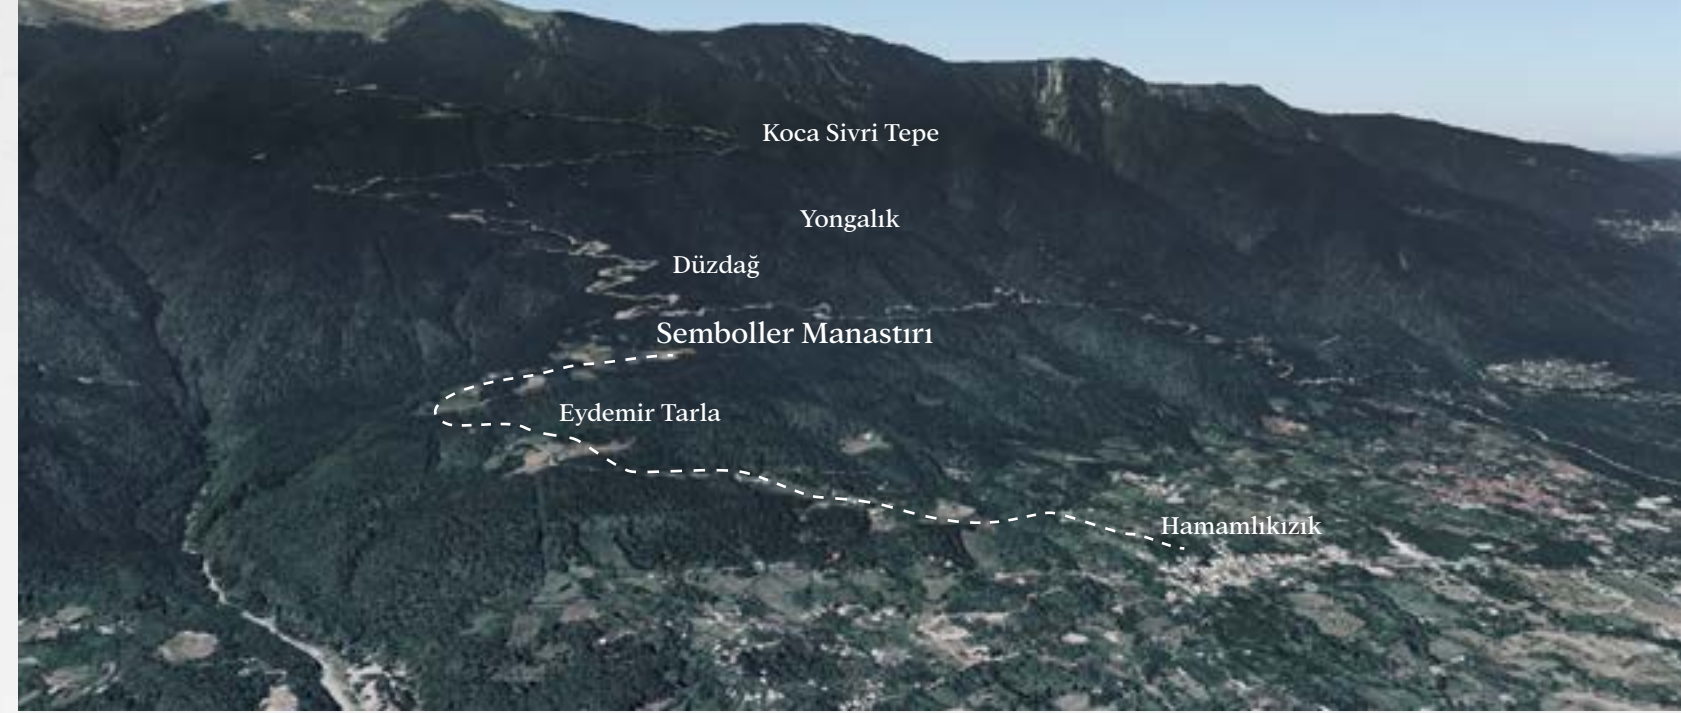 Koca Sivri Tepe
Yongalık
Düzdağ
Semboller Manastırı
Eydemir Tarla
Hamamlıkızık